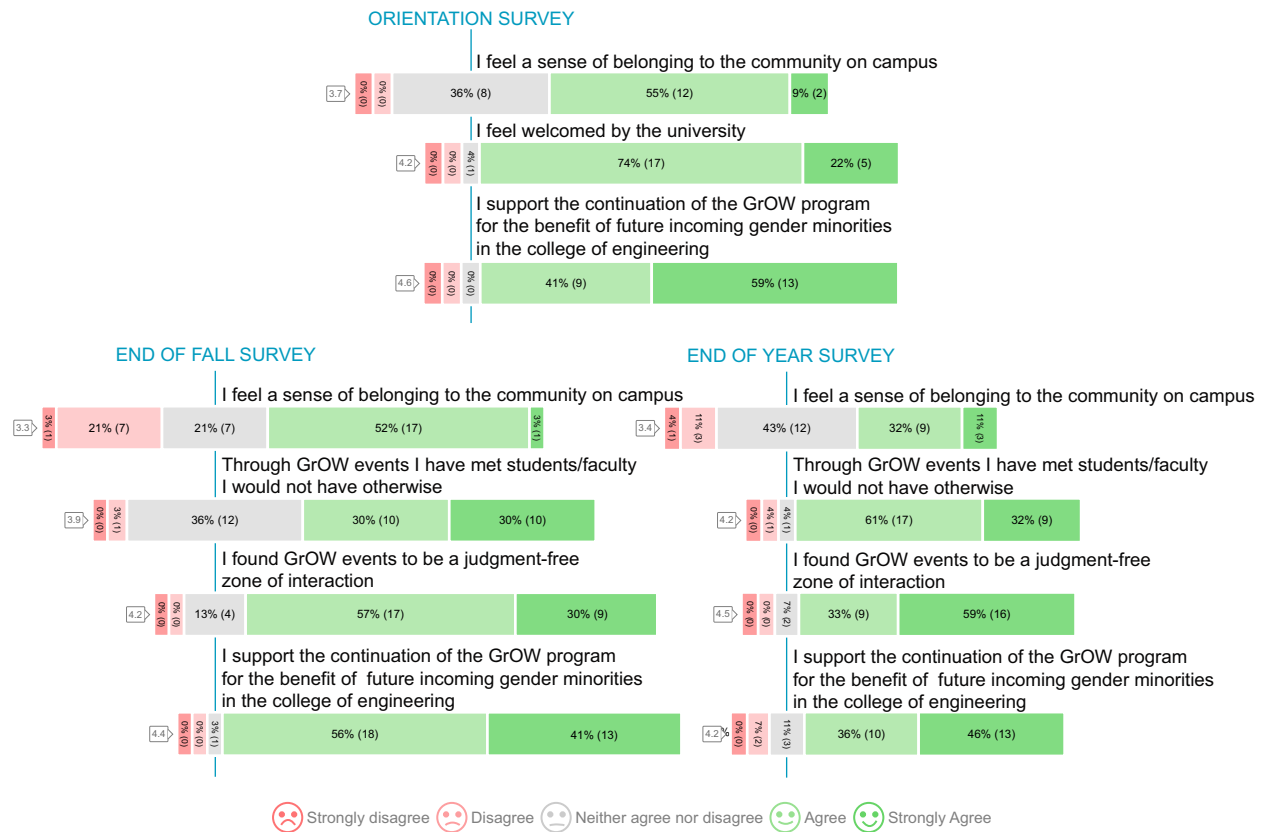 ORIENTATION SURVEY
I feel a sense of belonging to the community on campus
3.7 0% (0) 0% (0) 36% (8) 55% (12) 9% (2)
I feel welcomed by the university
4.2 0% (0) 0% (0) 4% (1) 74% (17) 22% (5)
I support the continuation of the GrOW program
for the benefit of future incoming gender minorities
in the college of engineering
4.6 0% (0) 0% (0) 0% (0) 41% (9) 59% (13)
END OF FALL SURVEY
I feel a sense of belonging to the community on campus
3.3 3% (1) 21% (7) 21% (7) 52% (17) 3% (1)
Through GrOW events I have met students/faculty
I would not have otherwise
3.9 0% (0) 3% (1) 36% (12) 30% (10) 30% (10)
I found GrOW events to be a judgment-free
zone of interaction
4.2 0% (0) 0% (0) 13% (4) 57% (17) 30% (9)
I support the continuation of the GrOW program
for the benefit of future incoming gender minorities
in the college of engineering
4.4 0% (0) 0% (0) 3% (1) 56% (18) 41% (13)
END OF YEAR SURVEY
I feel a sense of belonging to the community on campus
3.4 4% (1) 11% (3) 43% (12) 32% (9) 11% (3)
Through GrOW events I have met students/faculty
I would not have otherwise
4.2 0% (0) 4% (1) 4% (1) 61% (17) 32% (9)
I found GrOW events to be a judgment-free
zone of interaction
4.5 0% (0) 0% (0) 7% (2) 33% (9) 59% (16)
I support the continuation of the GrOW program
for the benefit of future incoming gender minorities
in the college of engineering
4.2 % 0% (0) 7% (2) 11% (3) 36% (10) 46% (13)
Strongly disagree Disagree Neither agree nor disagree Agree Strongly Agree